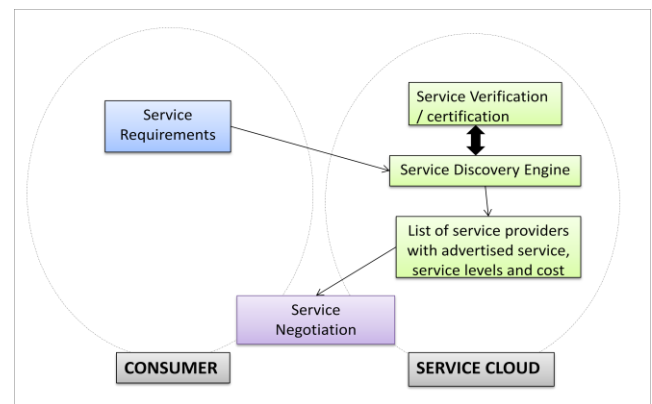 Service
Requirements
Service Verification
/ certification
Service Discovery Engine
List of service providers
with advertised service,
service levels and cost
Service
Negotiation
CONSUMER
SERVICE CLOUD